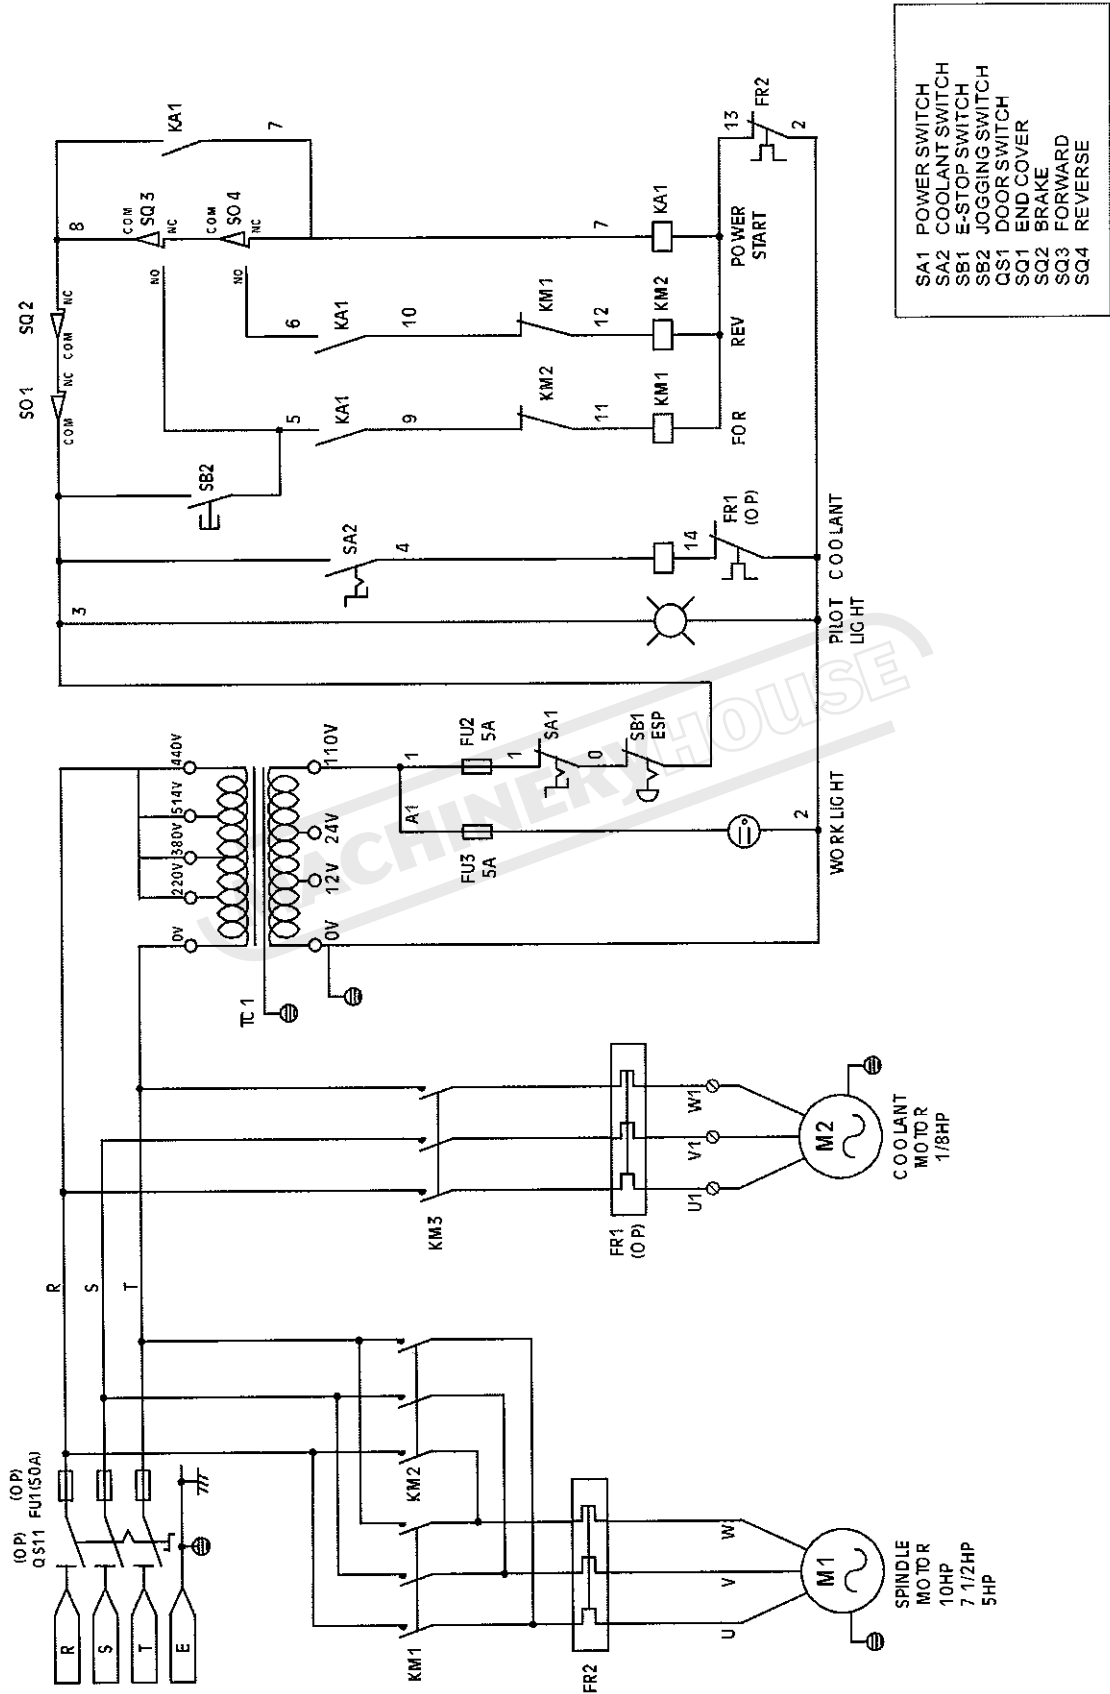 R
S
T
E
(OP)
QS11
(OP)
FU1(50A)
R
S
T
KM1
KM2
FR2
U
V
W
M1
SPINDLE
MOTOR
10HP
7 1/2HP
5HP
KM3
FR1
(OP)
U1
V1
W1
M2
COOLANT
MOTOR
1/8HP
TC1
0V
220V
380V
514V
440V
0V
12V
24V
110V
A1
1
FU3
5A
FU2
5A
1
SA1
0
SB1
ESP
2
WORK LIGHT
3
PILOT
LIGHT
SA2
4
14
FR1
(OP)
COOLANT
SB2
SO1
COM
NC
SQ2
COM
NC
8
COM
SQ3
NC
NO
COM
SO4
NC
NO
KA1
7
5
KA1
9
KM2
11
KM1
FOR
6
KA1
10
KM1
12
KM2
REV
7
KA1
POWER
START
13
FR2
2
SA1 POWER SWITCH
SA2 COOLANT SWITCH
SB1 E-STOP SWITCH
SB2 JOGGING SWITCH
QS1 DOOR SWITCH
SQ1 END COVER
SQ2 BRAKE
SQ3 FORWARD
SQ4 REVERSE
MACHINERYHOUSE